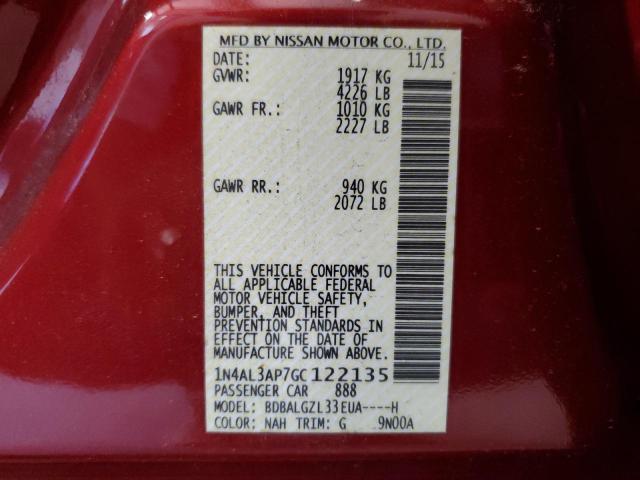 MFD BY NISSAN MOTOR CO., LTD.
DATE: 11/15
GVWR: 1917 KG
4226 LB
GAWR FR.: 1010 KG
2227 LB
GAWR RR.: 940 KG
2072 LB
THIS VEHICLE CONFORMS TO
ALL APPLICABLE FEDERAL
MOTOR VEHICLE SAFETY,
BUMPER, AND THEFT
PREVENTION STANDARDS IN
EFFECT ON THE DATE OF
MANUFACTURE SHOWN ABOVE.
1N4AL3AP7GC122135
PASSENGER CAR 888
MODEL: BDBALGZL33EUA----H
COLOR: NAH TRIM: G 9N00A